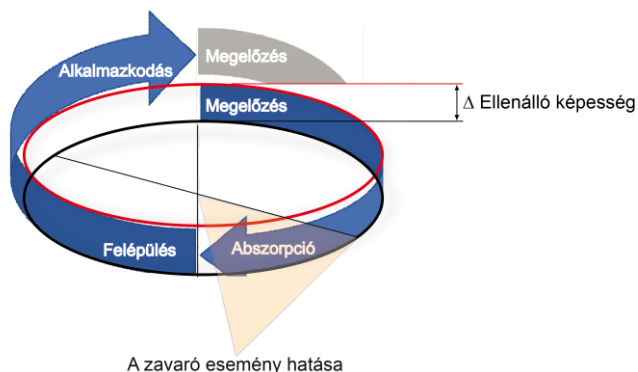 Megelőzés
Alkalmazkodás
Megelőzés
Δ Ellenálló képesség
Felépülés
Abszorpció
A zavaró esemény hatása